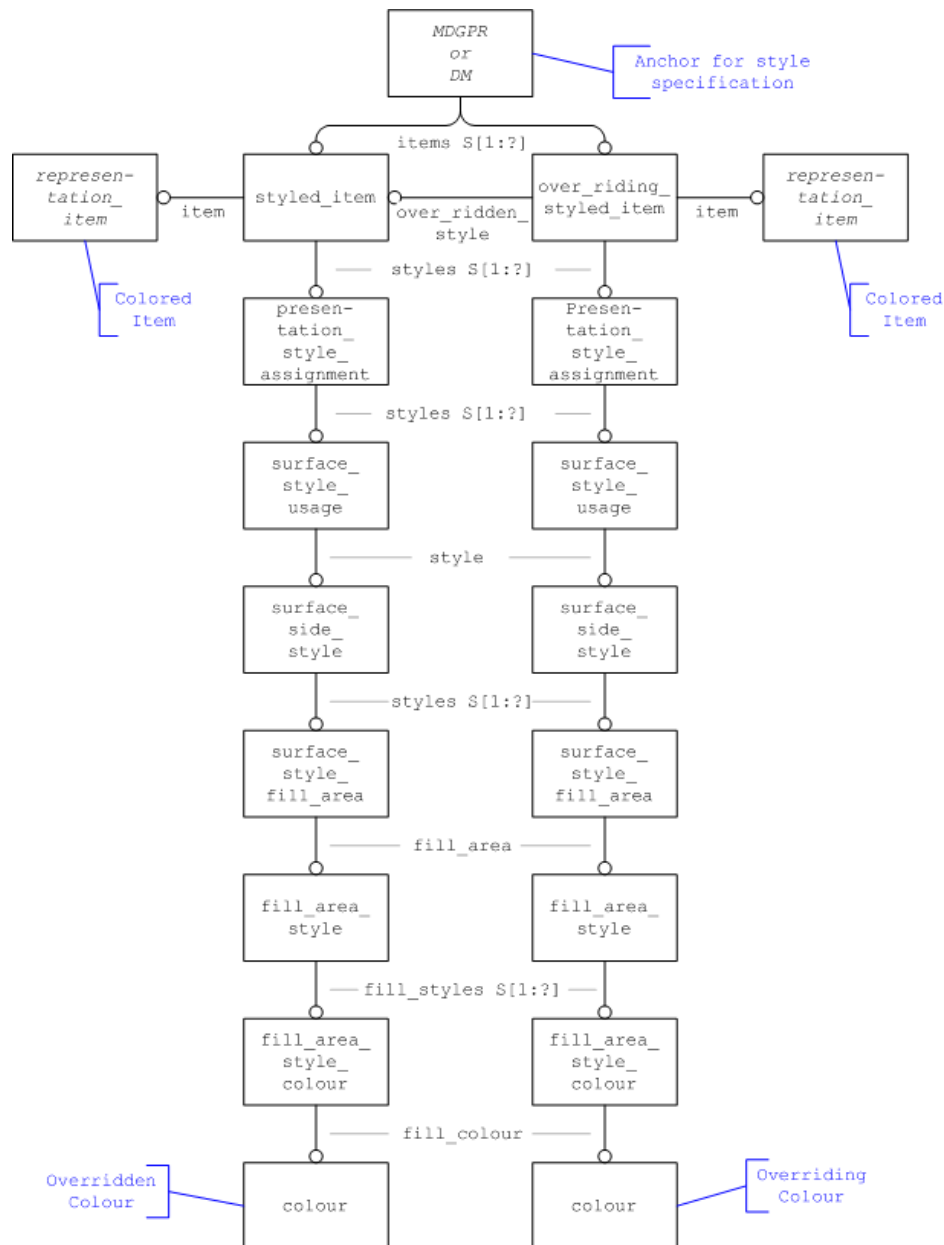 MDGPR
or
DM
Anchor for style
specification
items S[1:?]
represen-
tation_
item
item
styled_item
over_ridden_
style
over_riding_
styled_item
item
represen-
tation_
item
Colored
Item
styles S[1:?]
Colored
Item
presen-
tation_
style_
assignment
Presen-
tation_
style_
assignment
styles S[1:?]
surface_
style_
usage
surface_
style_
usage
style
surface_
side_
style
surface_
side_
style
styles S[1:?]
surface_
style_
fill_area
surface_
style_
fill_area
fill_area
fill_area_
style
fill_area_
style
fill_styles S[1:?]
fill_area_
style_
colour
fill_area_
style_
colour
fill_colour
Overridden
Colour
colour
colour
Overriding
Colour